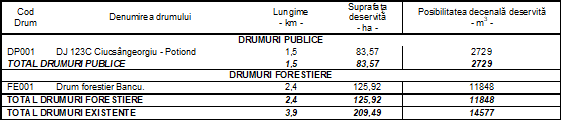 Cod Drum Denumirea drumului Lungime - km - Suprafața deservită - ha - Posibilitatea decenală deservită - m³ -
DRUMURI PUBLICE
DP001 DJ 123C Ciucsângeorgiu - Potiond 1,5 83,57 2729
TOTAL DRUMURI PUBLICE 1,5 83,57 2729
DRUMURI FORESTIERE
FE001 Drum forestier Bancu. 2,4 125,92 11848
TOTAL DRUMURI FORESTIERE 2,4 125,92 11848
TOTAL DRUMURI EXISTENTE 3,9 209,49 14577